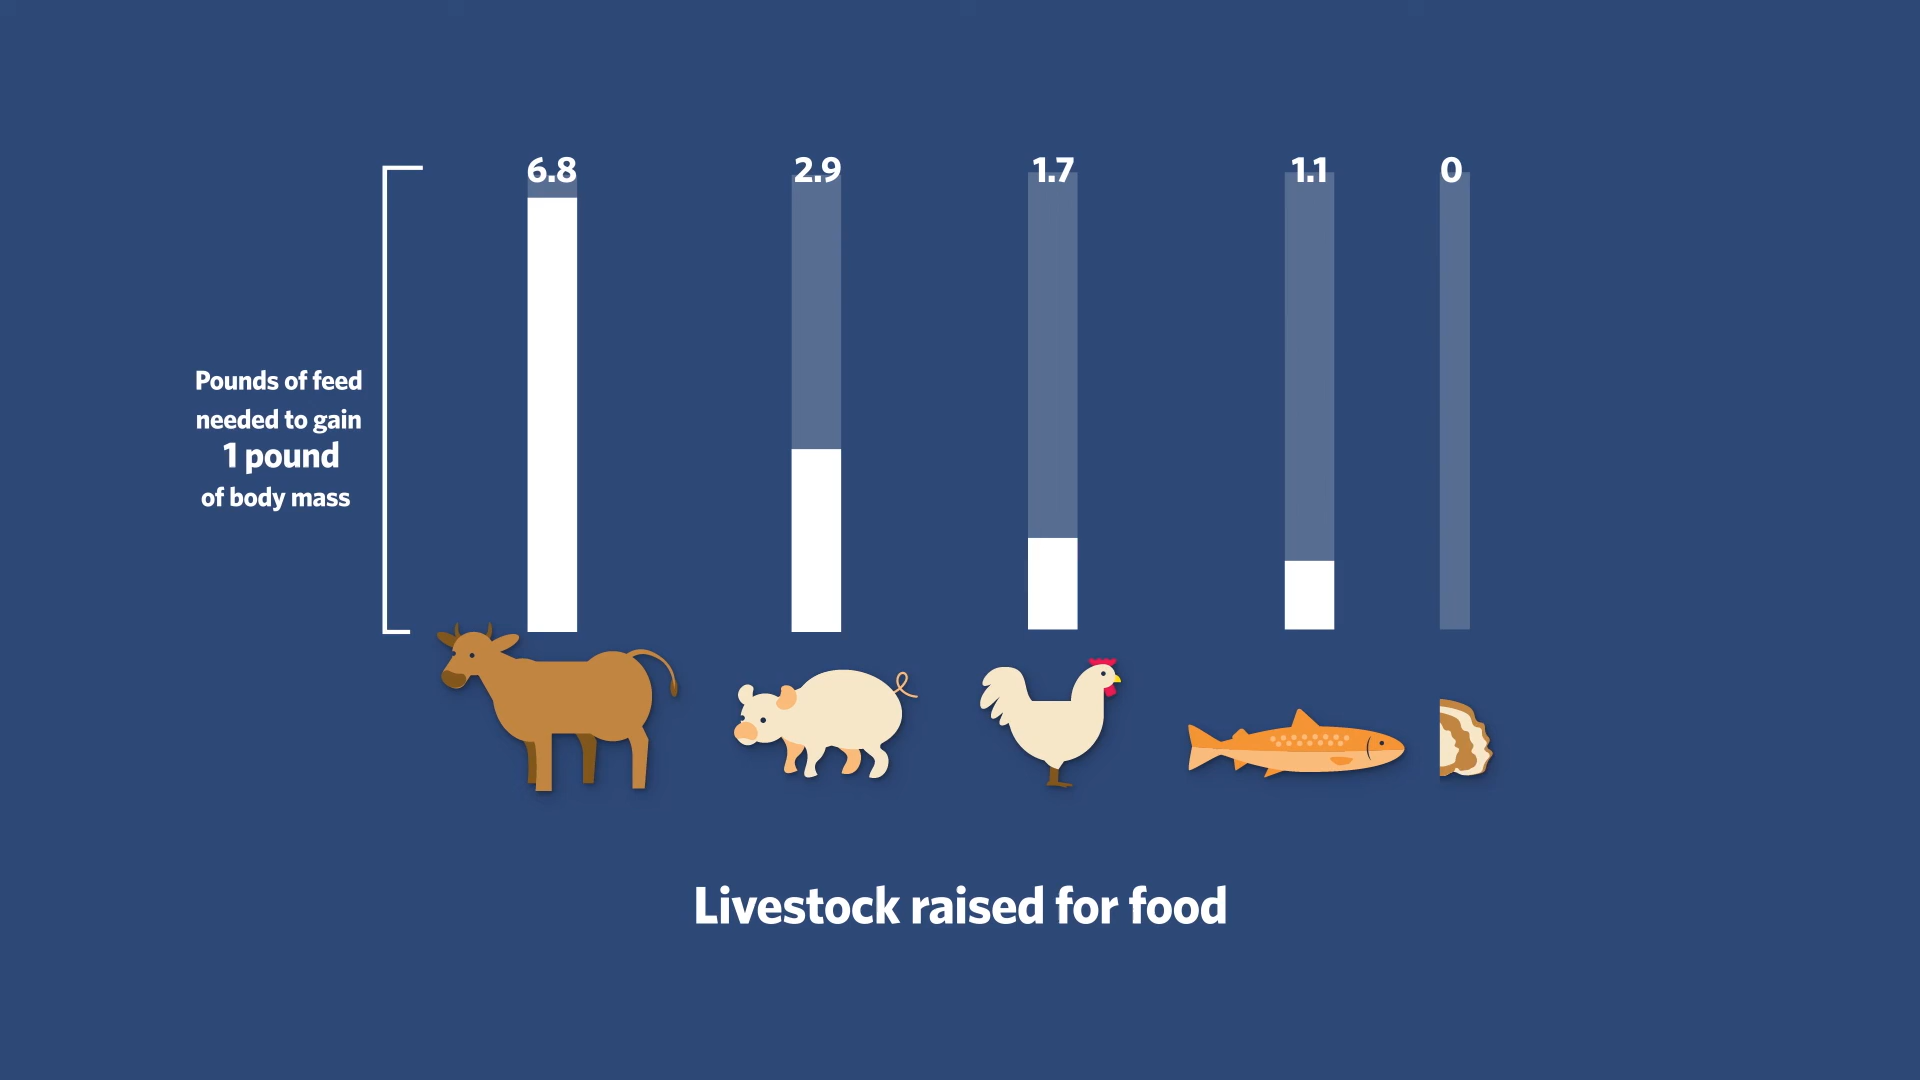 6.8 2.9 1.7 1.1 0
Pounds of feed
needed to gain
1 pound
of body mass
Livestock raised for food